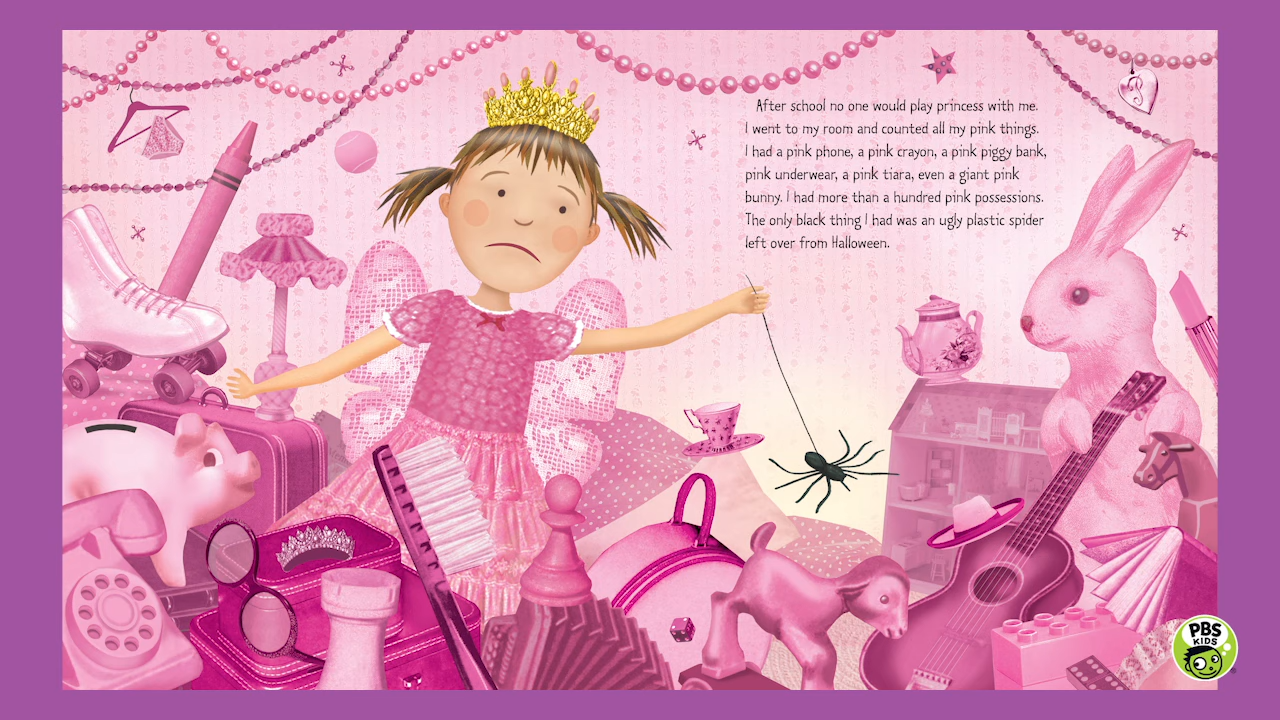 After school no one would play princess with me.
I went to my room and counted all my pink things.
I had a pink phone, a pink crayon, a pink piggy bank,
pink underwear, a pink tiara, even a giant pink
bunny. I had more than a hundred pink possessions.
The only black thing I had was an ugly plastic spider
left over from Halloween.
PBS
KIDS